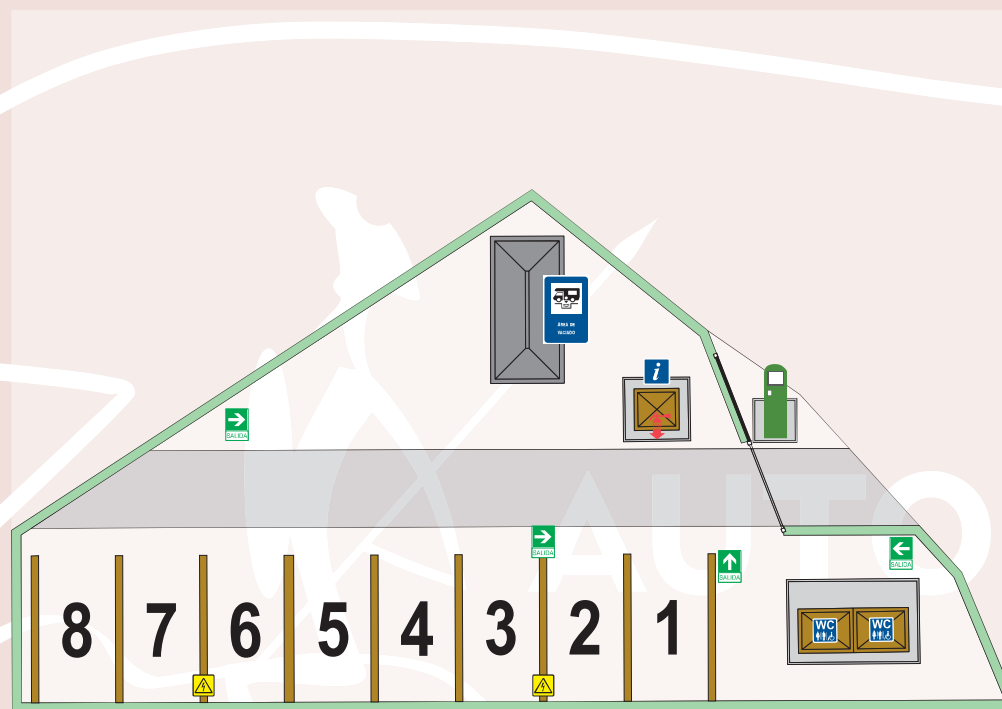 ÁREA DE
VACIADO
i
SALIDA
AUTO
SALIDA
SALIDA
SALIDA
8 7 6 5 4 3 2 1
WC WC